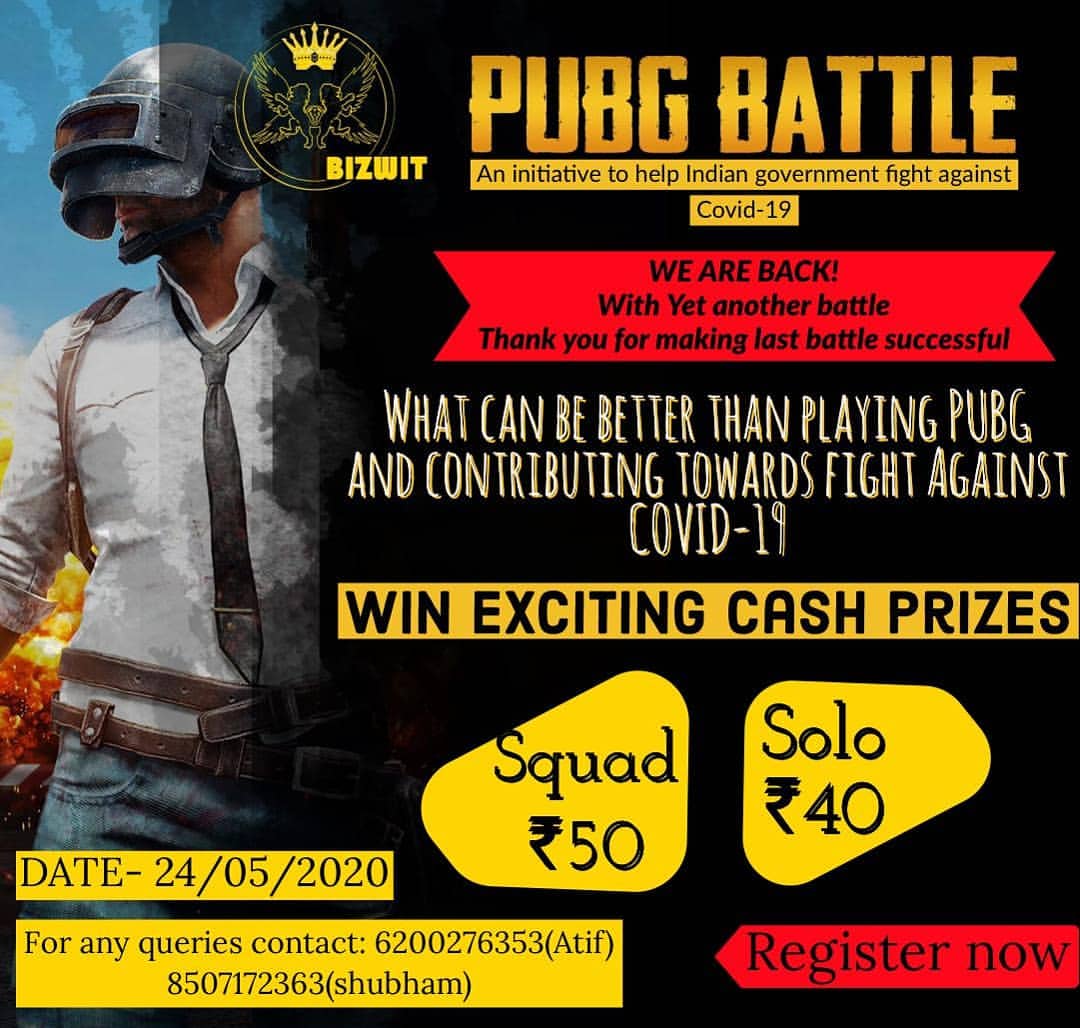 BIZWIT
PUBG BATTLE
An initiative to help Indian government fight against
Covid-19
WE ARE BACK!
With Yet another battle
Thank you for making last battle successful
WHAT CAN BE BETTER THAN PLAYING PUBG
AND CONTRIBUTING TOWARDS FIGHT AGAINST
COVID-19
WIN EXCITING CASH PRIZES
Squad
₹50
Solo
₹40
DATE- 24/05/2020
For any queries contact: 6200276353(Atif)
8507172363(shubham)
Register now